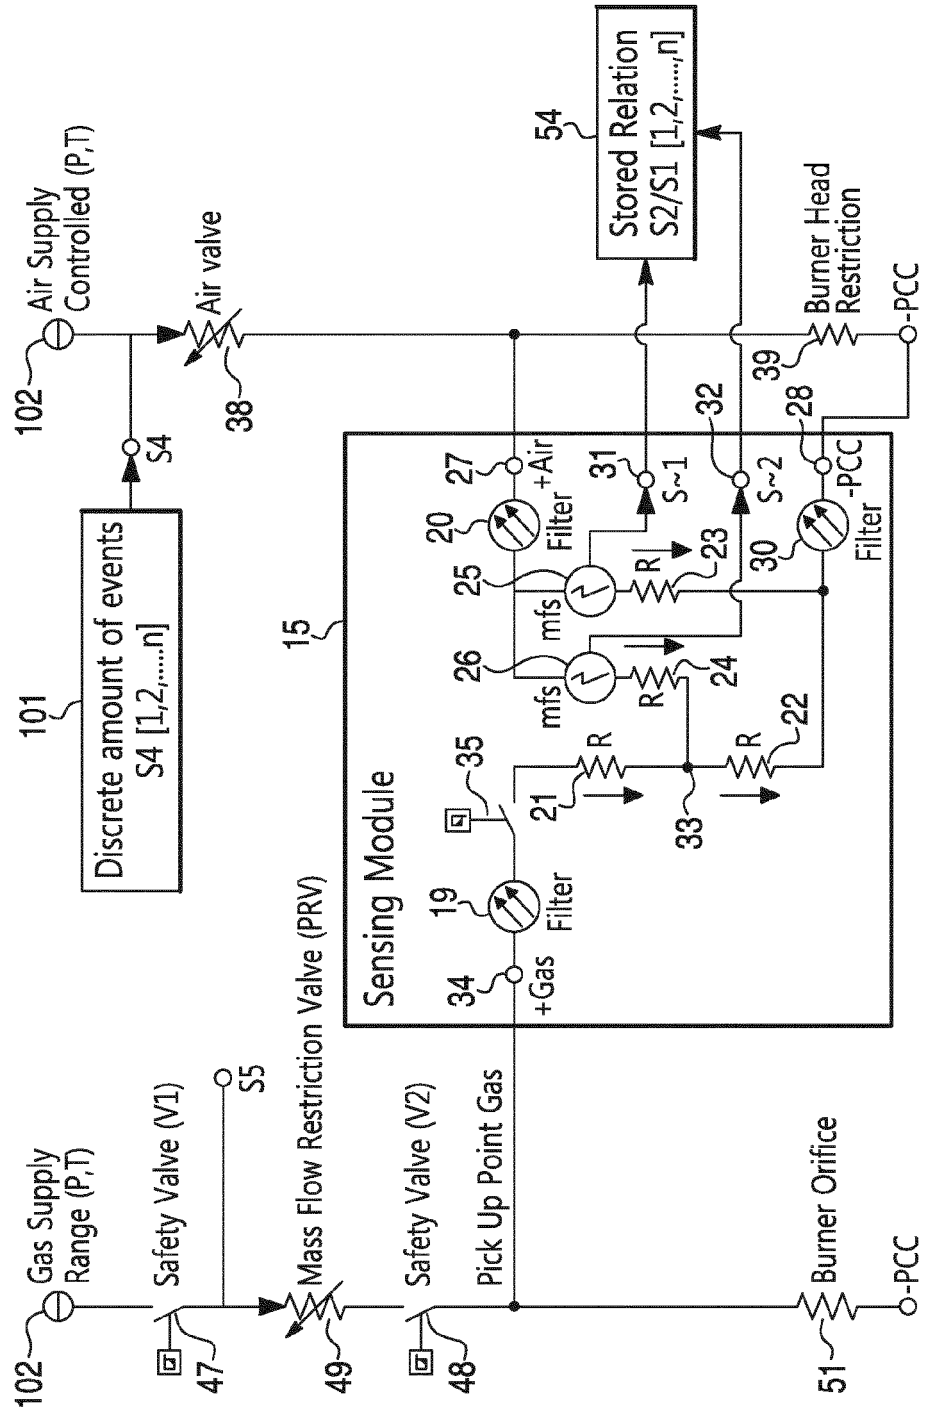 102
Gas Supply
Range (P,T)
Safety Valve (V1)
47
S5
Mass Flow Restriction Valve (PRV)
49
Safety Valve (V2)
48
Pick Up Point Gas
Burner Orifice
51
-PCC
101
Discrete amount of events
S4 [1,2,.....n]
S4
102
Air Supply
Controlled (P,T)
Air valve
38
15
Sensing Module
34
+Gas
19
Filter
35
21
R
33
R
22
26
mfs
R
24
25
mfs
R
23
20
Filter
27
+Air
31
S~1
32
S~2
28
-PCC
30
Filter
39
Burner Head
Restriction
-PCC
54
Stored Relation
S2/S1 [1,2,.....,n]